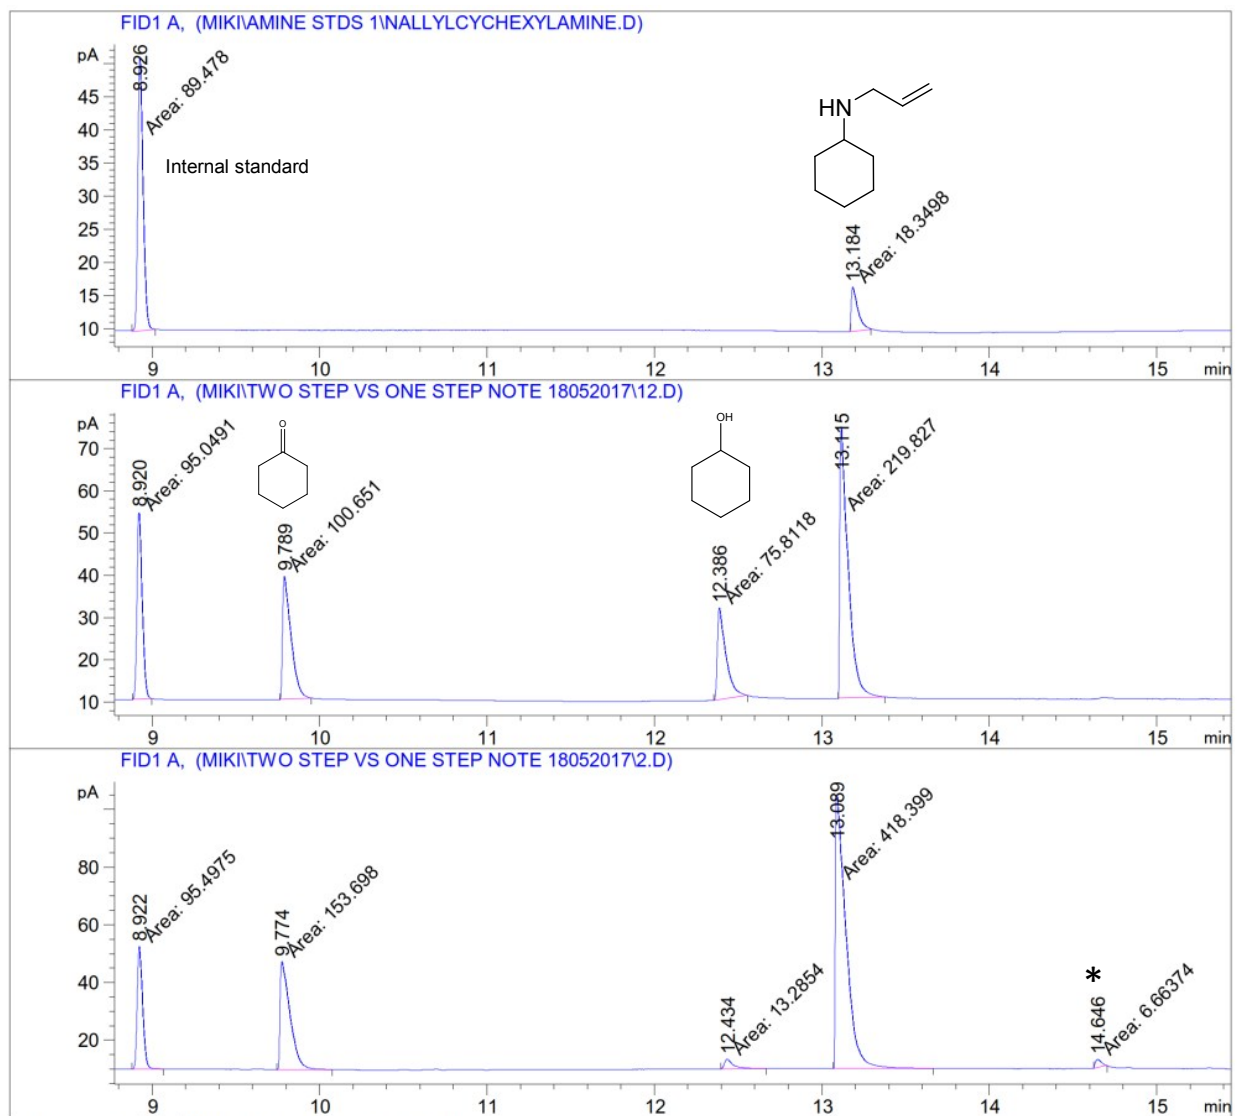 FID1 A, (MIKI\AMINE STDS 1\NALLYLCYCHEXYLAMINE.D)
pA
8.926
Area: 89.478
Internal standard
HN
13.184
Area: 18.3498
45
40
35
30
25
20
15
10
9 10 11 12 13 14 15 min
FID1 A, (MIKI\TWO STEP VS ONE STEP NOTE 18052017\12.D)
pA
8.920
Area: 95.0491
O
9.789
Area: 100.651
OH
12.386
Area: 75.8118
13.115
Area: 219.827
70
60
50
40
30
20
10
9 10 11 12 13 14 15 min
FID1 A, (MIKI\TWO STEP VS ONE STEP NOTE 18052017\2.D)
pA
8.922
Area: 95.4975
9.774
Area: 153.698
12.434
Area: 13.2854
13.089
Area: 418.399
*
14.646
Area: 6.66374
80
60
40
20
9 10 11 12 13 14 15 min